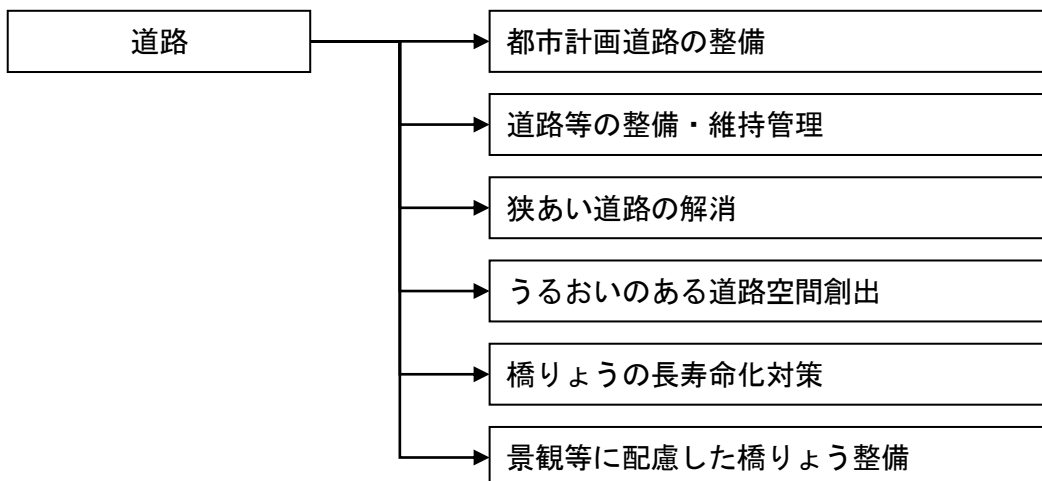 道路
都市計画道路の整備
道路等の整備・維持管理
狭あい道路の解消
うるおいのある道路空間創出
橋りょうの長寿命化対策
景観等に配慮した橋りょう整備